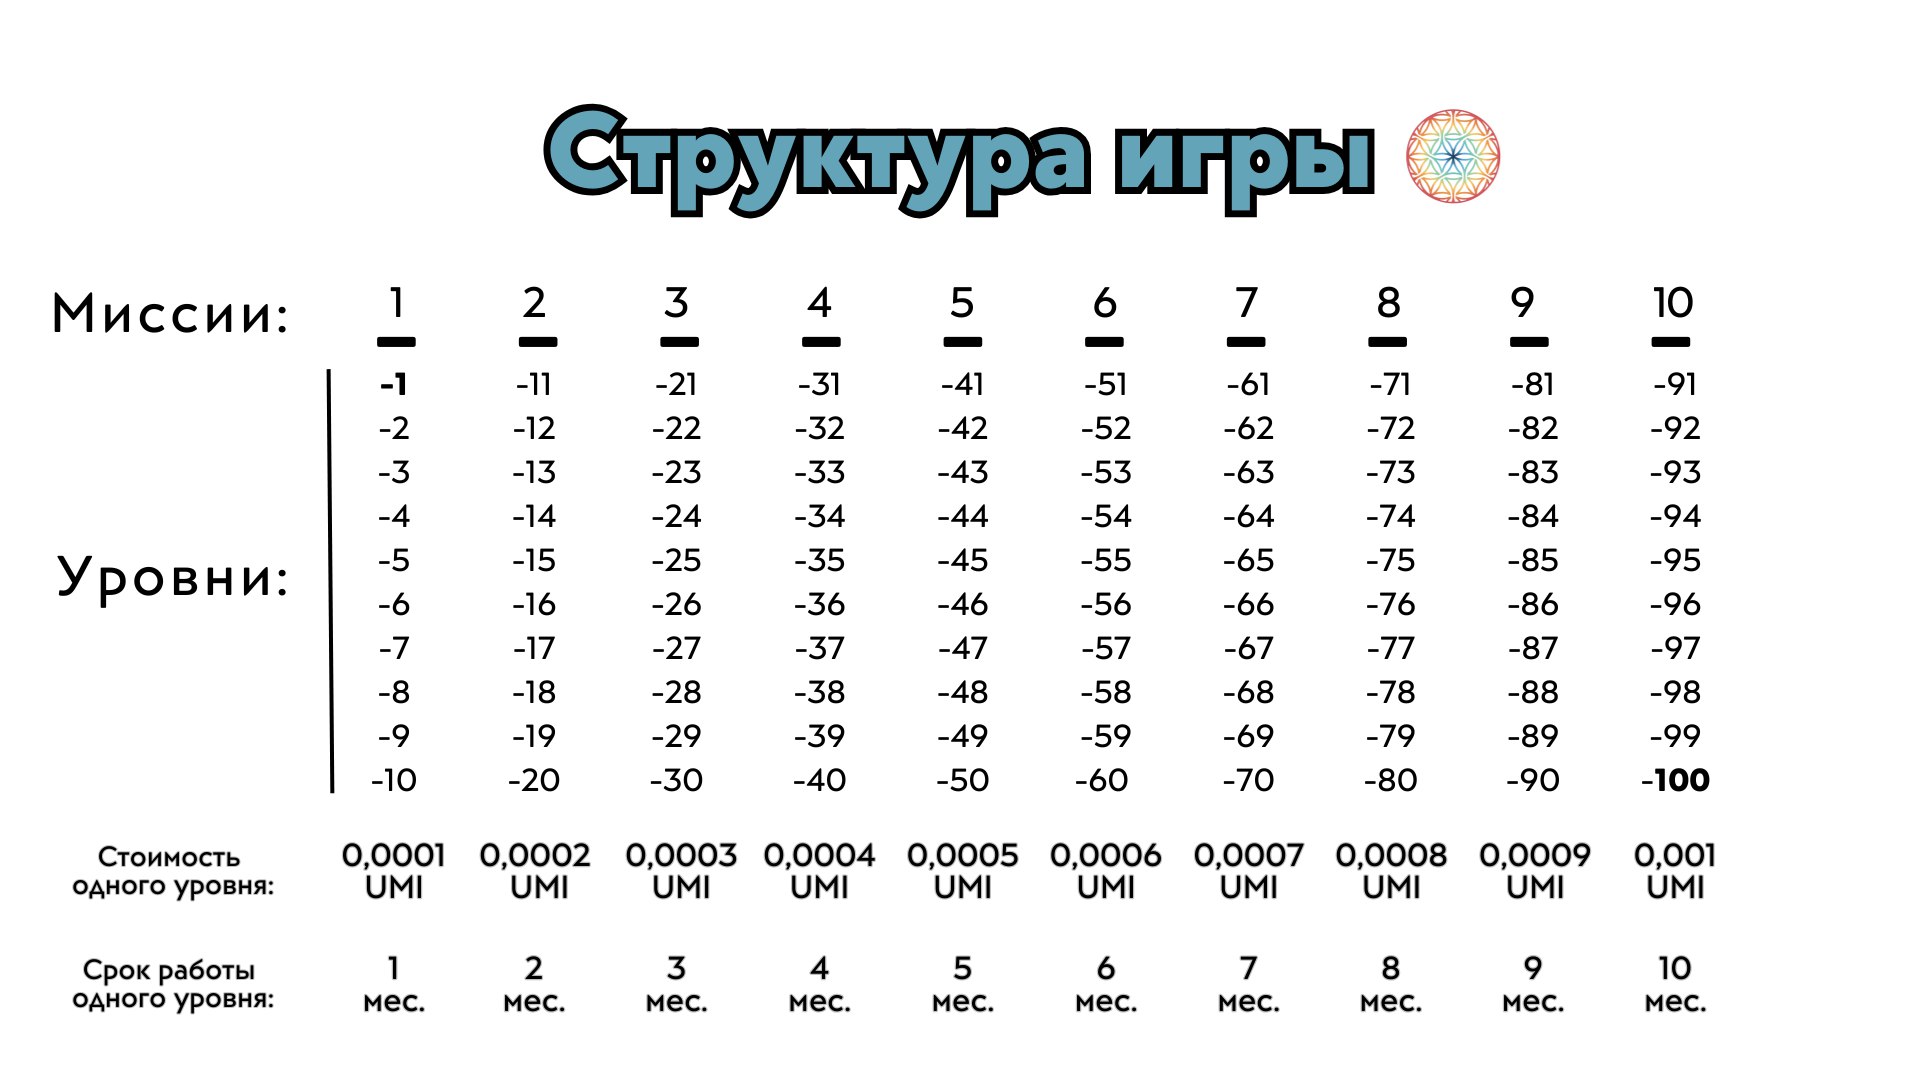 Структура игры
Миссии: 1 2 3 4 5 6 7 8 9 10
-1 -11 -21 -31 -41 -51 -61 -71 -81 -91
-2 -12 -22 -32 -42 -52 -62 -72 -82 -92
-3 -13 -23 -33 -43 -53 -63 -73 -83 -93
-4 -14 -24 -34 -44 -54 -64 -74 -84 -94
-5 -15 -25 -35 -45 -55 -65 -75 -85 -95
Уровни:
-6 -16 -26 -36 -46 -56 -66 -76 -86 -96
-7 -17 -27 -37 -47 -57 -67 -77 -87 -97
-8 -18 -28 -38 -48 -58 -68 -78 -88 -98
-9 -19 -29 -39 -49 -59 -69 -79 -89 -99
-10 -20 -30 -40 -50 -60 -70 -80 -90 -100
Стоимость 0,0001 0,0002 0,0003 0,0004 0,0005 0,0006 0,0007 0,0008 0,0009 0,001
одного уровня: UMI UMI UMI UMI UMI UMI UMI UMI UMI UMI
Срок работы 1 2 3 4 5 6 7 8 9 10
одного уровня: мес. мес. мес. мес. мес. мес. мес. мес. мес. мес.